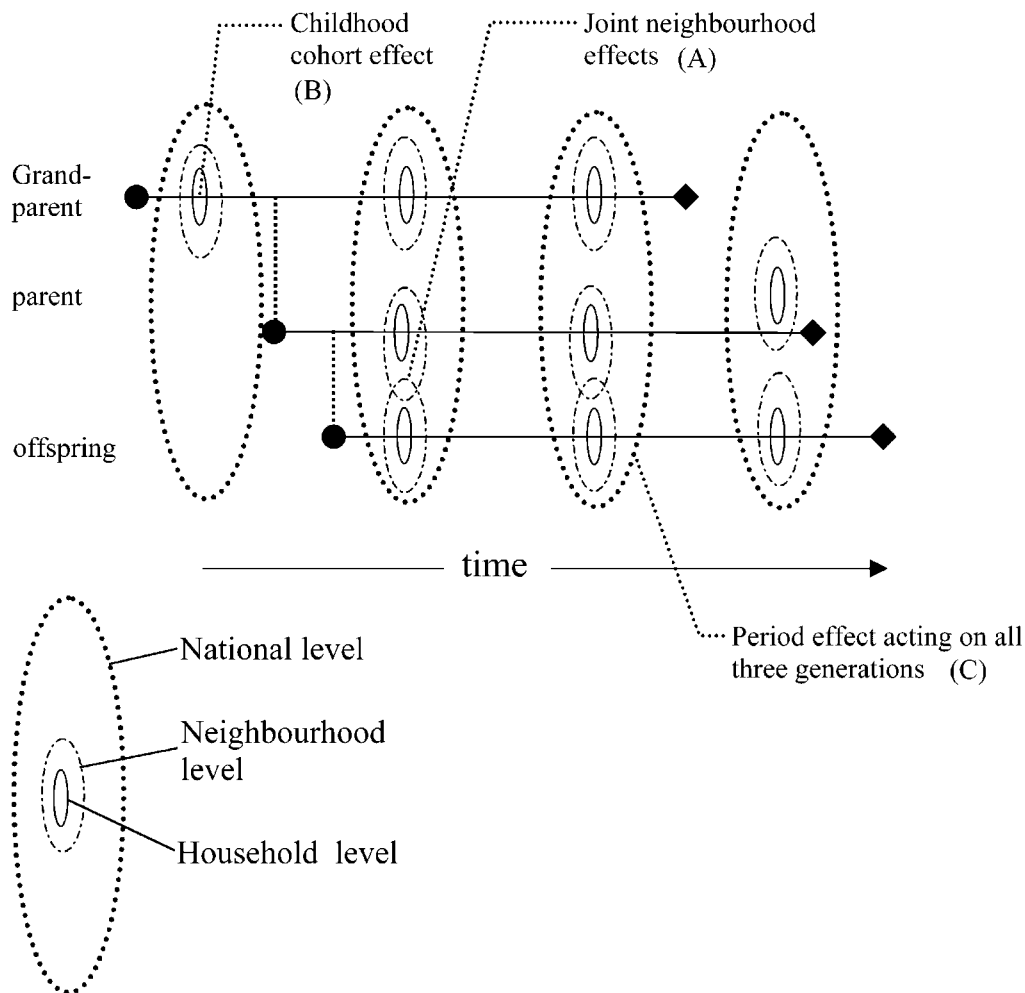 Childhood
cohort effect
(B)
Joint neighbourhood
effects (A)
Grand-
parent
parent
offspring
time
Period effect acting on all
three generations (C)
National level
Neighbourhood
level
Household level